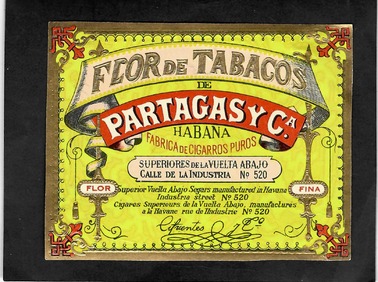 FLOR DE TABACOS
DE
PARTAGAS Y Cª
HABANA
FABRICA DE CIGARROS PUROS
SUPERIORES DE LA VUELTA ABAJO
CALLE DE LA INDUSTRIA Nº 520
FLOR
FINA
Superior Vuelta Abajo Segars manufactured in Havane
Industria street Nº 520
Cigares Superieurs de la Vuelta Abajo, manufactures
a la Havane rue de l'Industrie Nº 520
Cifuentes